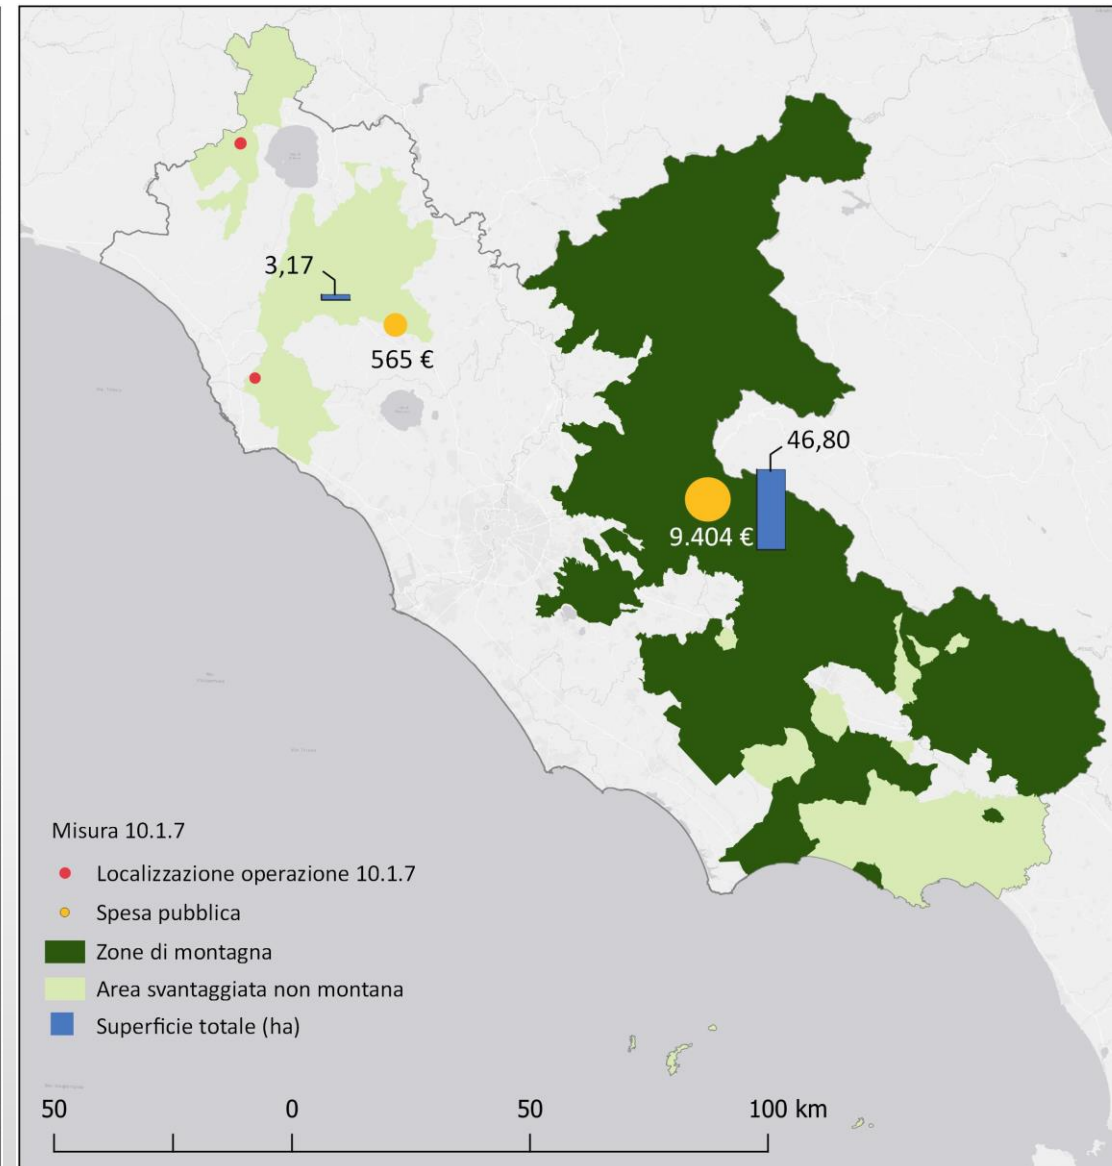 3,17
565 €
46,80
9.404 €
Misura 10.1.7
Localizzazione operazione 10.1.7
Spesa pubblica
Zone di montagna
Area svantaggiata non montana
Superficie totale (ha)
50 0 50 100 km